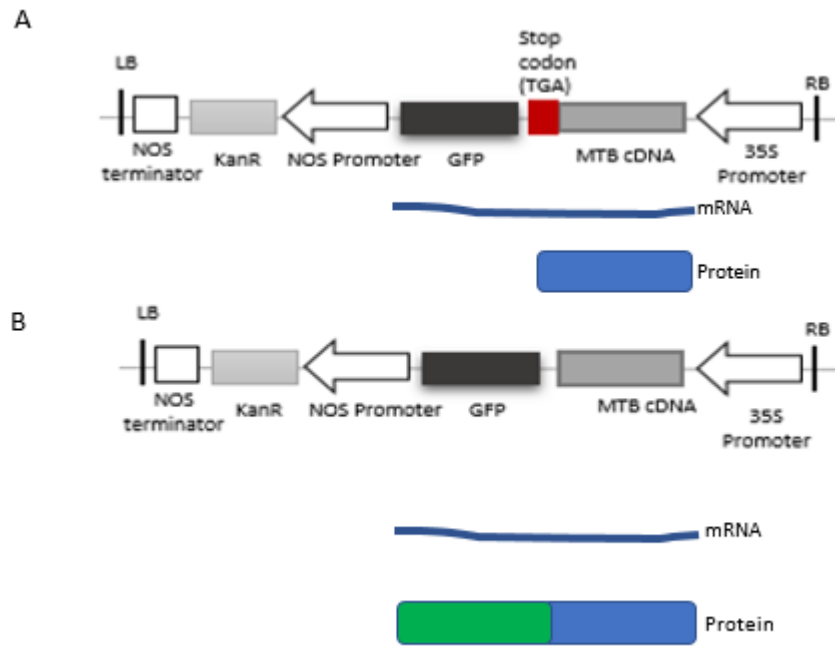 A
Stop
codon
(TGA)
LB
RB
NOS
terminator
KanR
NOS Promoter
GFP
MTB cDNA
35S
Promoter
mRNA
Protein
B
LB
RB
NOS
terminator
KanR
NOS Promoter
GFP
MTB cDNA
35S
Promoter
mRNA
Protein